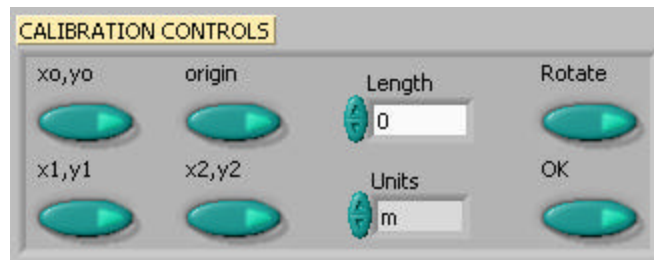 CALIBRATION CONTROLS
xo,yo origin Length Rotate
0
x1,y1 x2,y2 Units OK
m